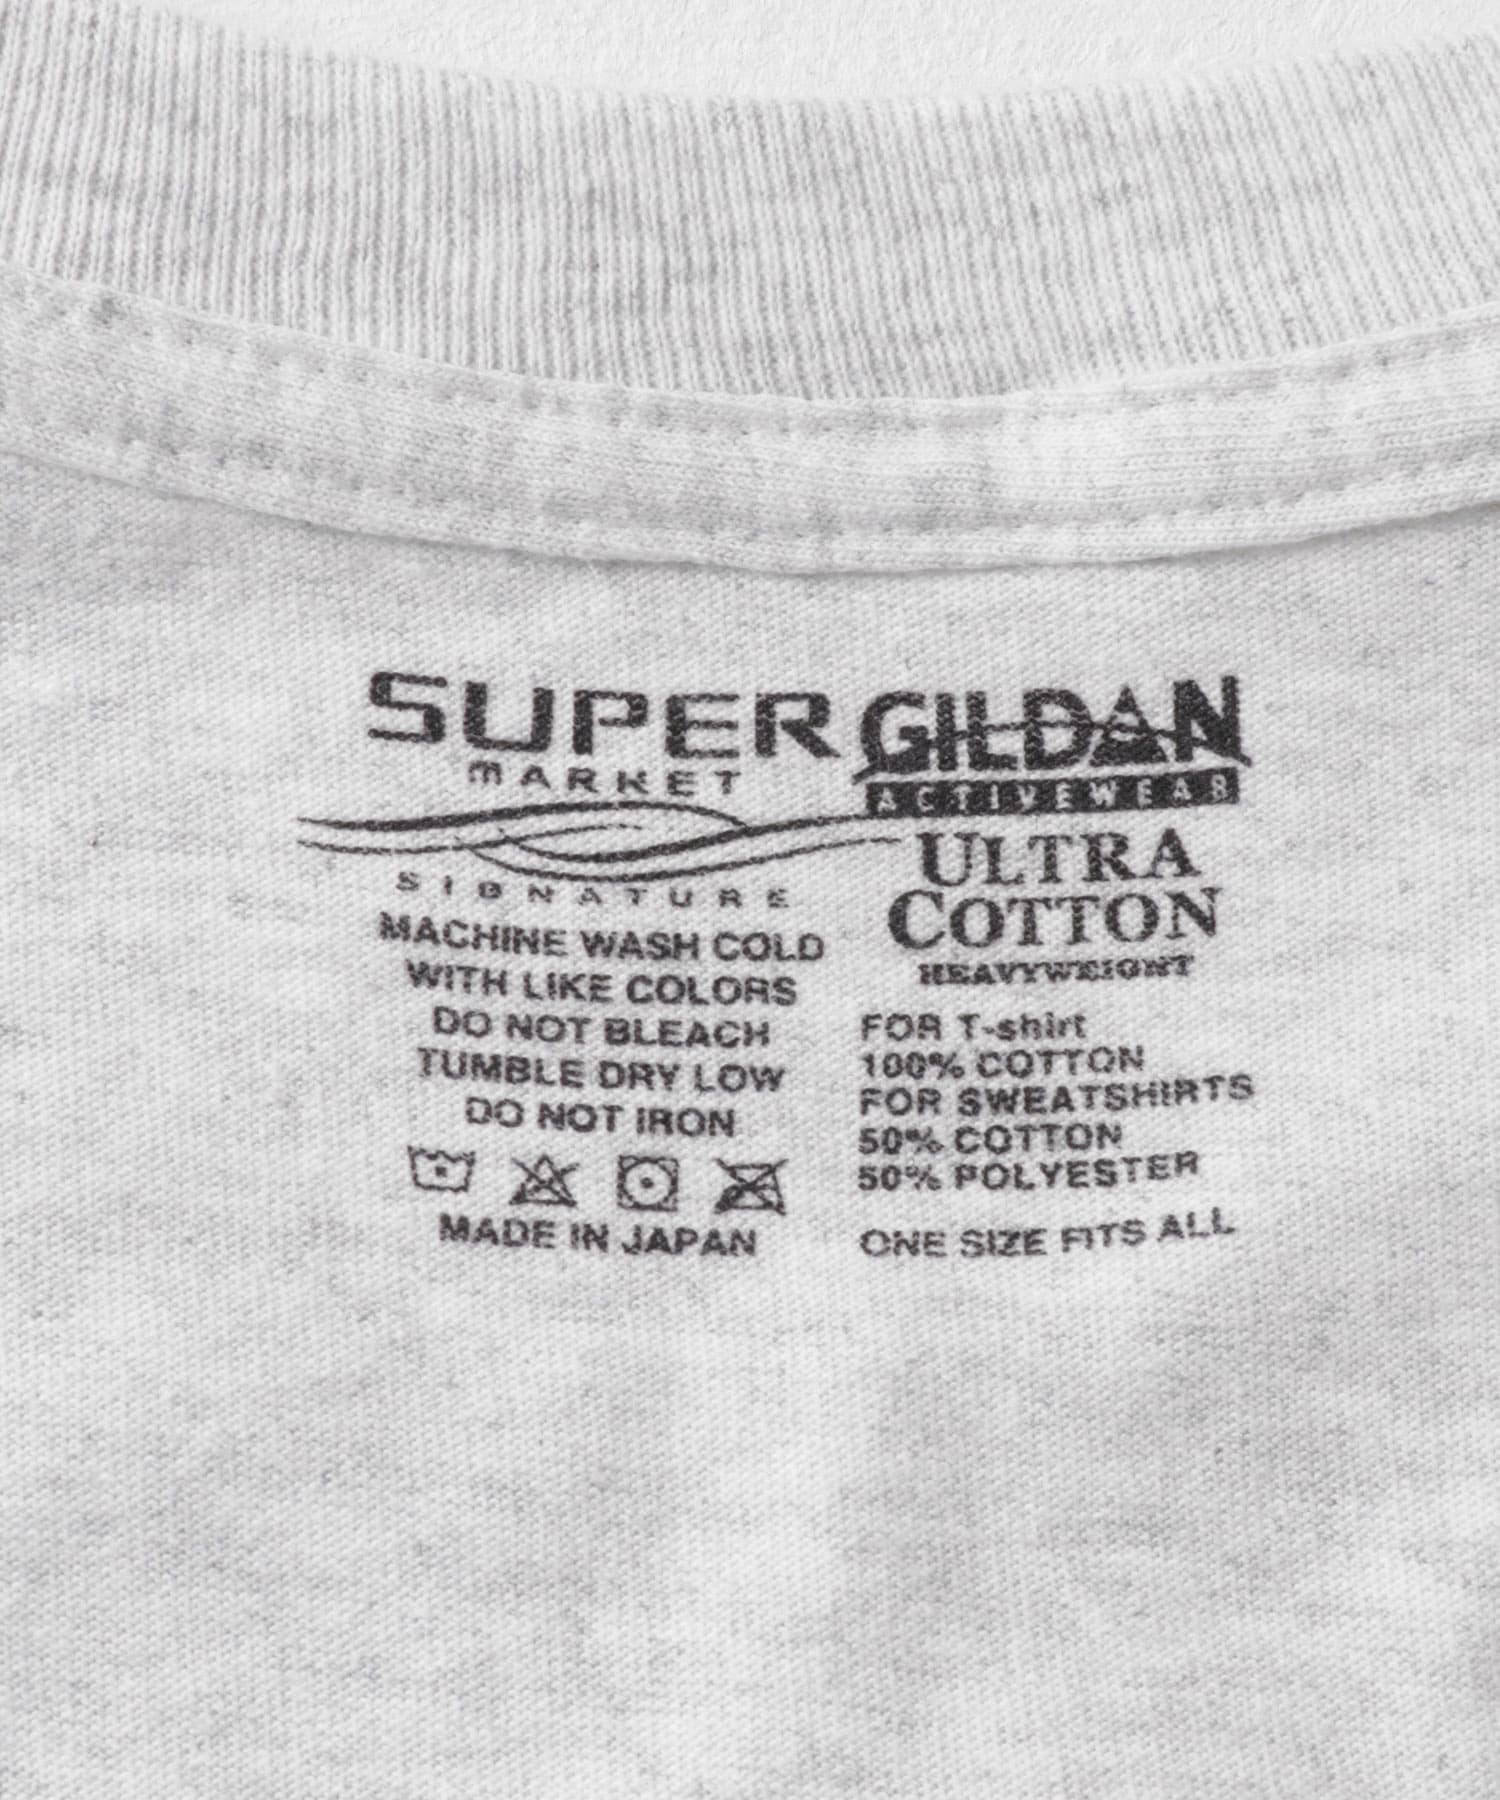 SUPER
MARKET
SIGNATURE
MACHINE WASH COLD
WITH LIKE COLORS
DO NOT BLEACH
TUMBLE DRY LOW
DO NOT IRON
MADE IN JAPAN
GILDAN
ACTIVEWEAR
ULTRA
COTTON
HEAVYWEIGHT
FOR T-shirt
100% COTTON
FOR SWEATSHIRTS
50% COTTON
50% POLYESTER
ONE SIZE FITS ALL